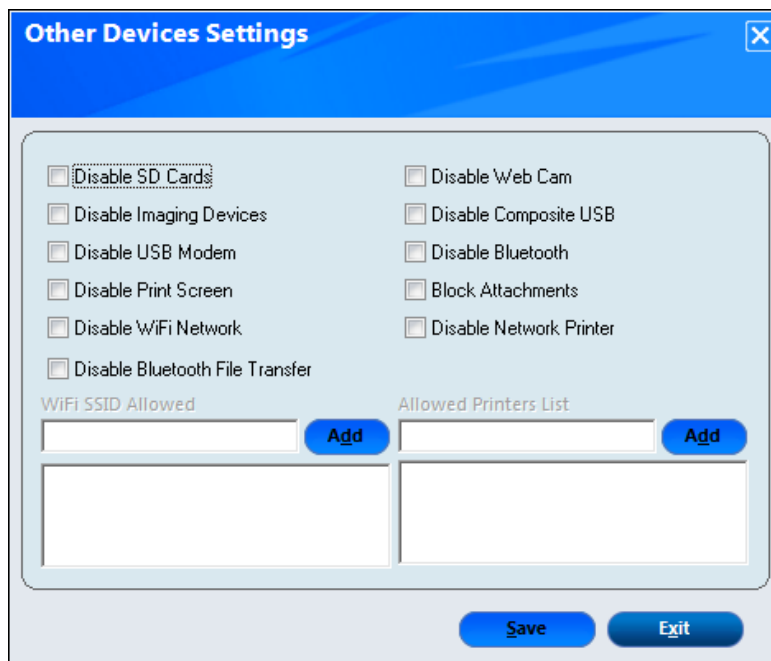 Other Devices Settings
Disable SD Cards
Disable Web Cam
Disable Imaging Devices
Disable Composite USB
Disable USB Modem
Disable Bluetooth
Disable Print Screen
Block Attachments
Disable WiFi Network
Disable Network Printer
Disable Bluetooth File Transfer
WiFi SSID Allowed
Allowed Printers List
Add
Add
Save
Exit